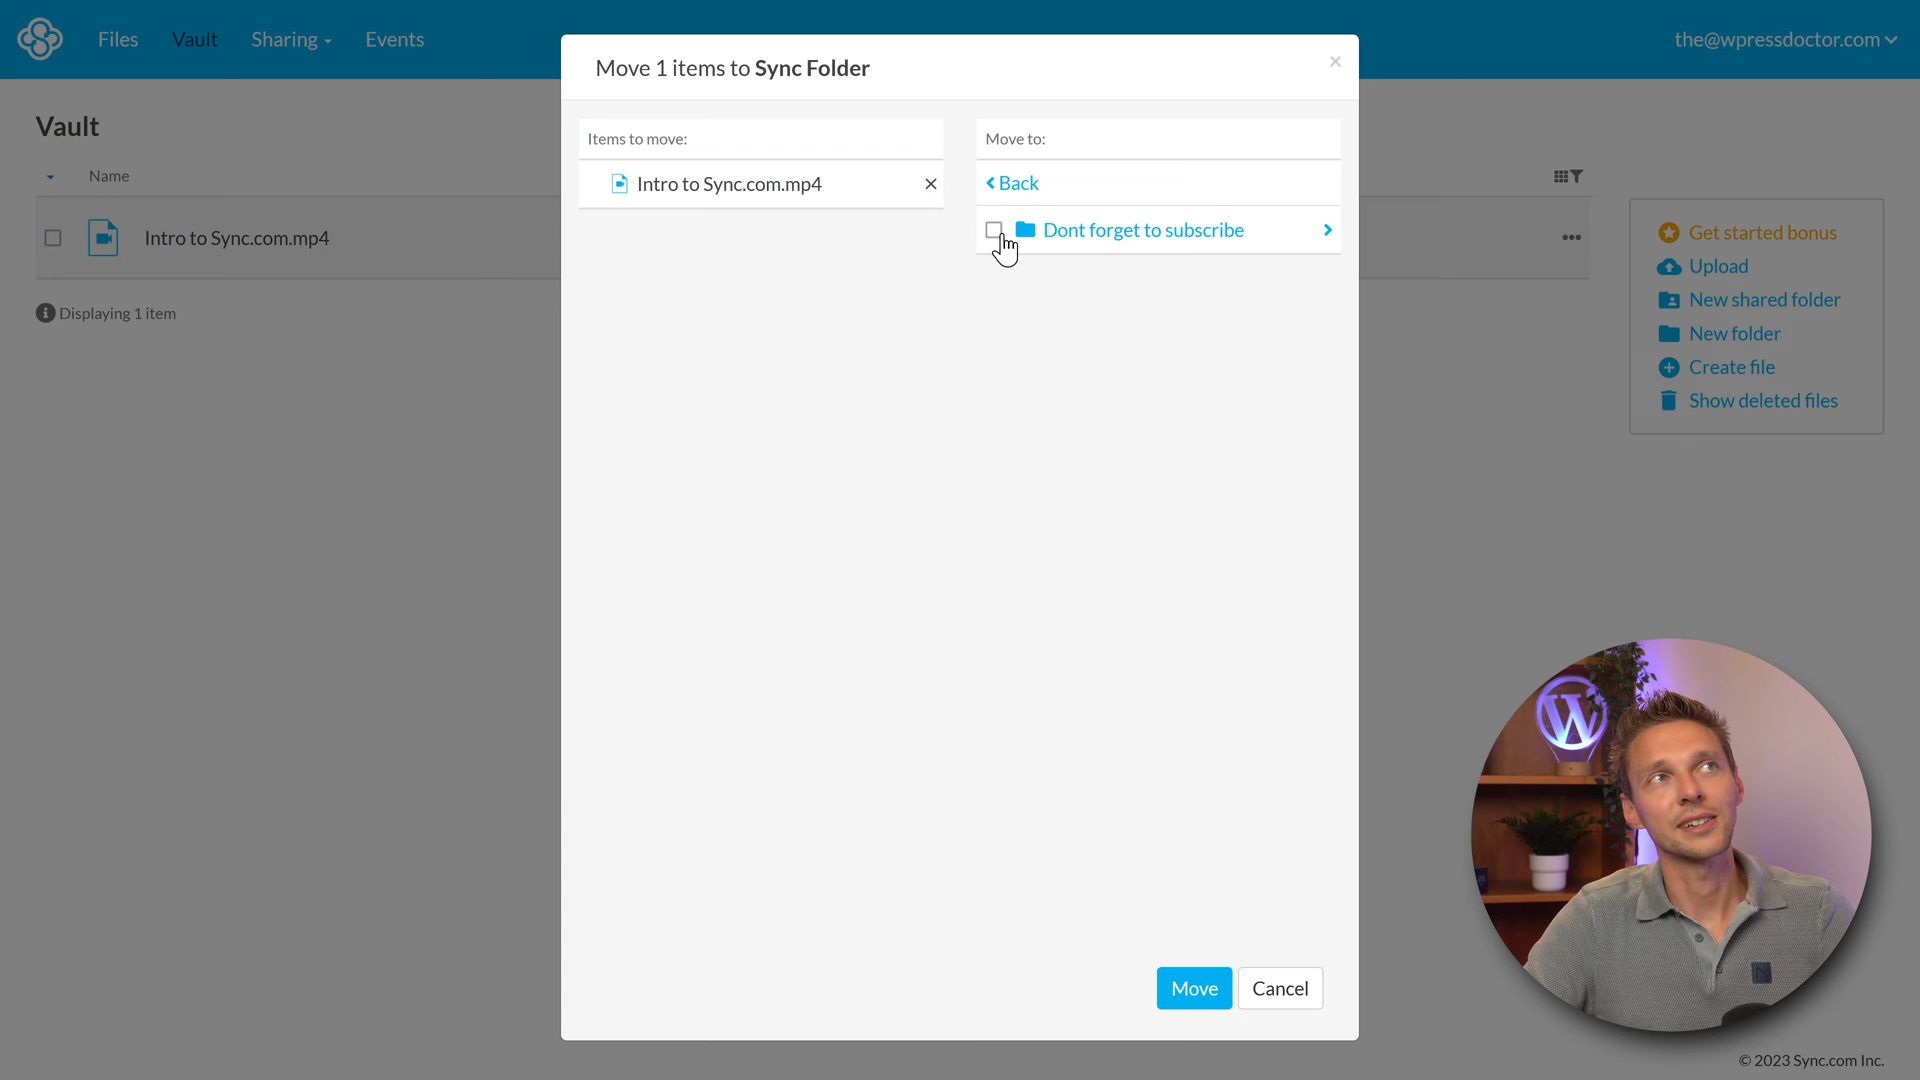 Files
Vault
Sharing
Events
the@wpressdoctor.com
Move 1 items to Sync Folder
×
Vault
Name
Items to move:
Move to:
Intro to Sync.com.mp4
Back
Dont forget to subscribe
Intro to Sync.com.mp4
Displaying 1 item
Get started bonus
Upload
New shared folder
New folder
Create file
Show deleted files
W
Move
Cancel
© 2023 Sync.com Inc.